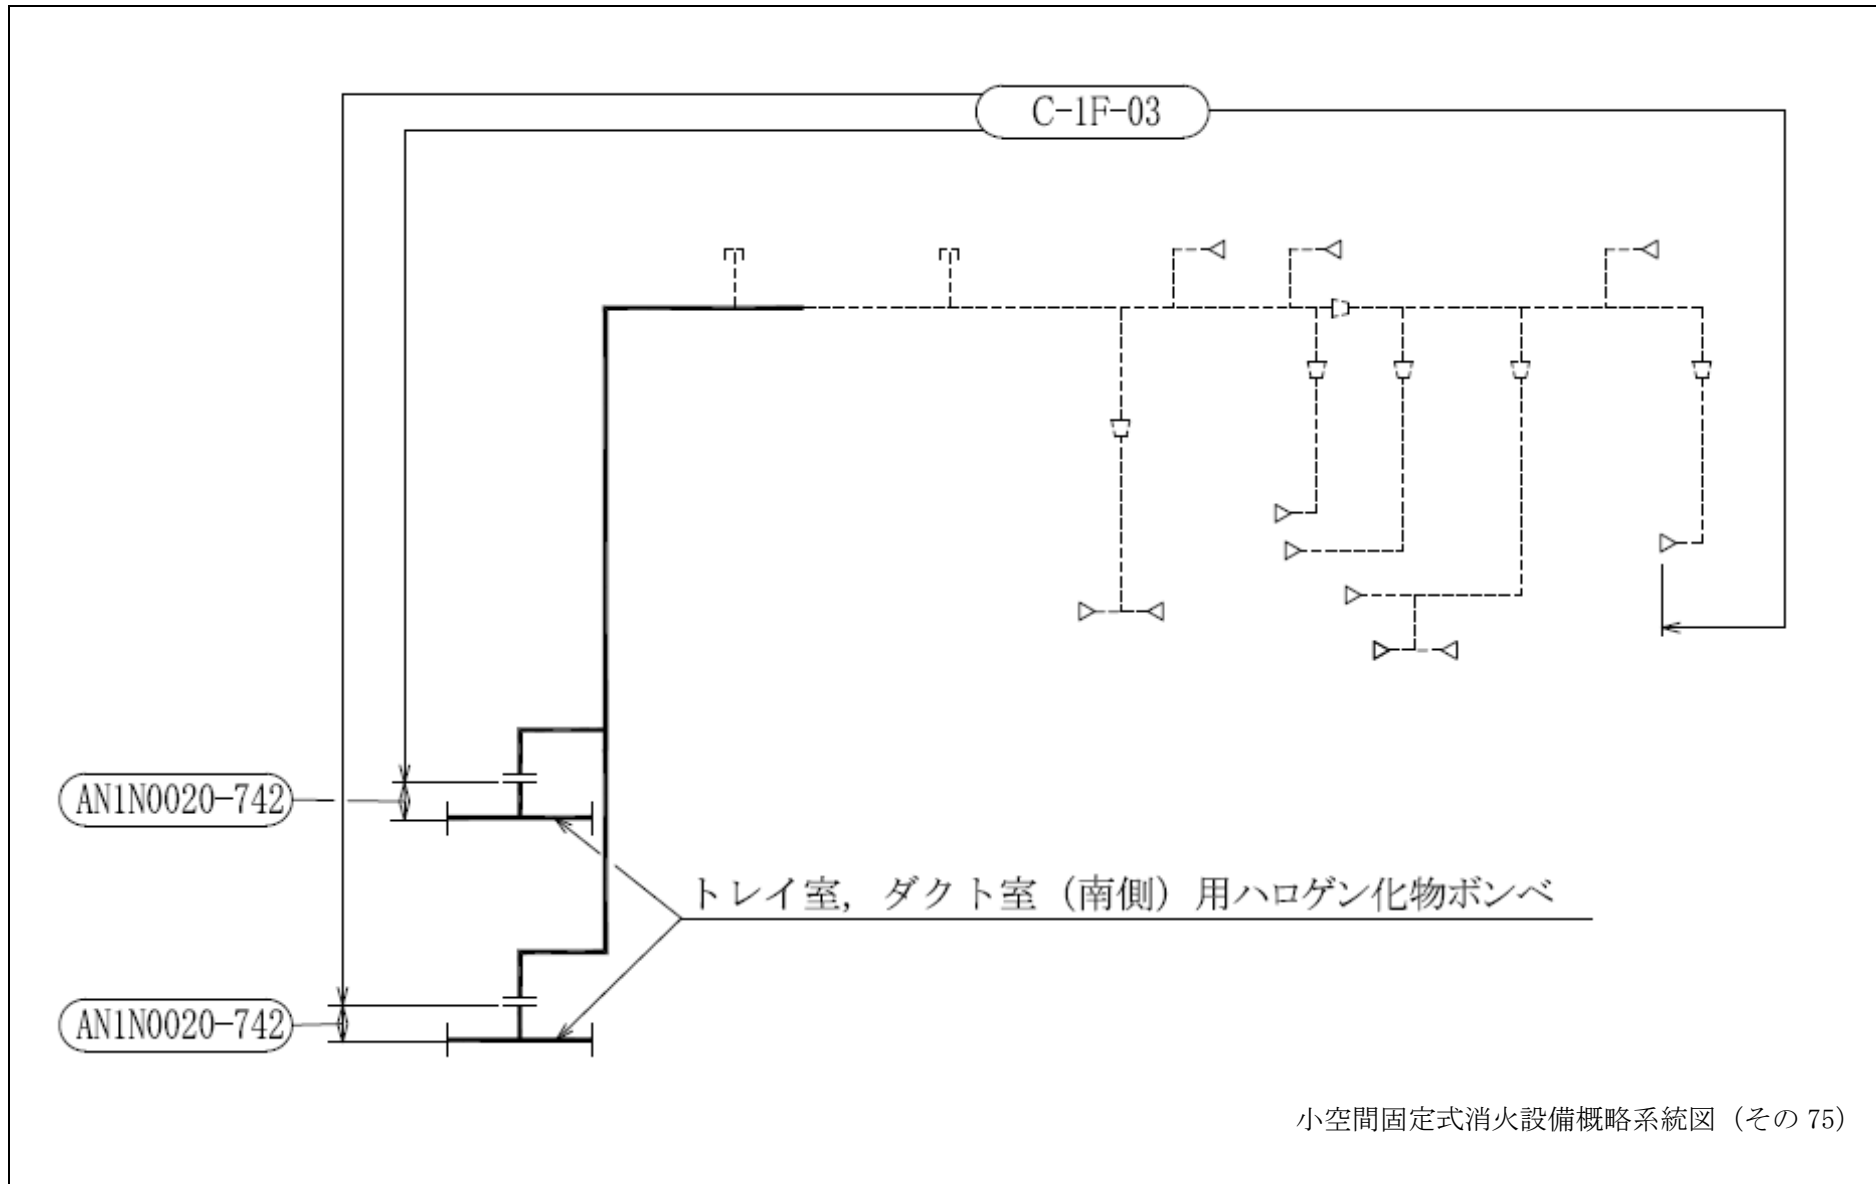 C-1F-03
AN1N0020-742
トレイ室，ダクト室（南側）用ハロゲン化物ボンベ
AN1N0020-742
小空間固定式消火設備概略系統図（その 75）